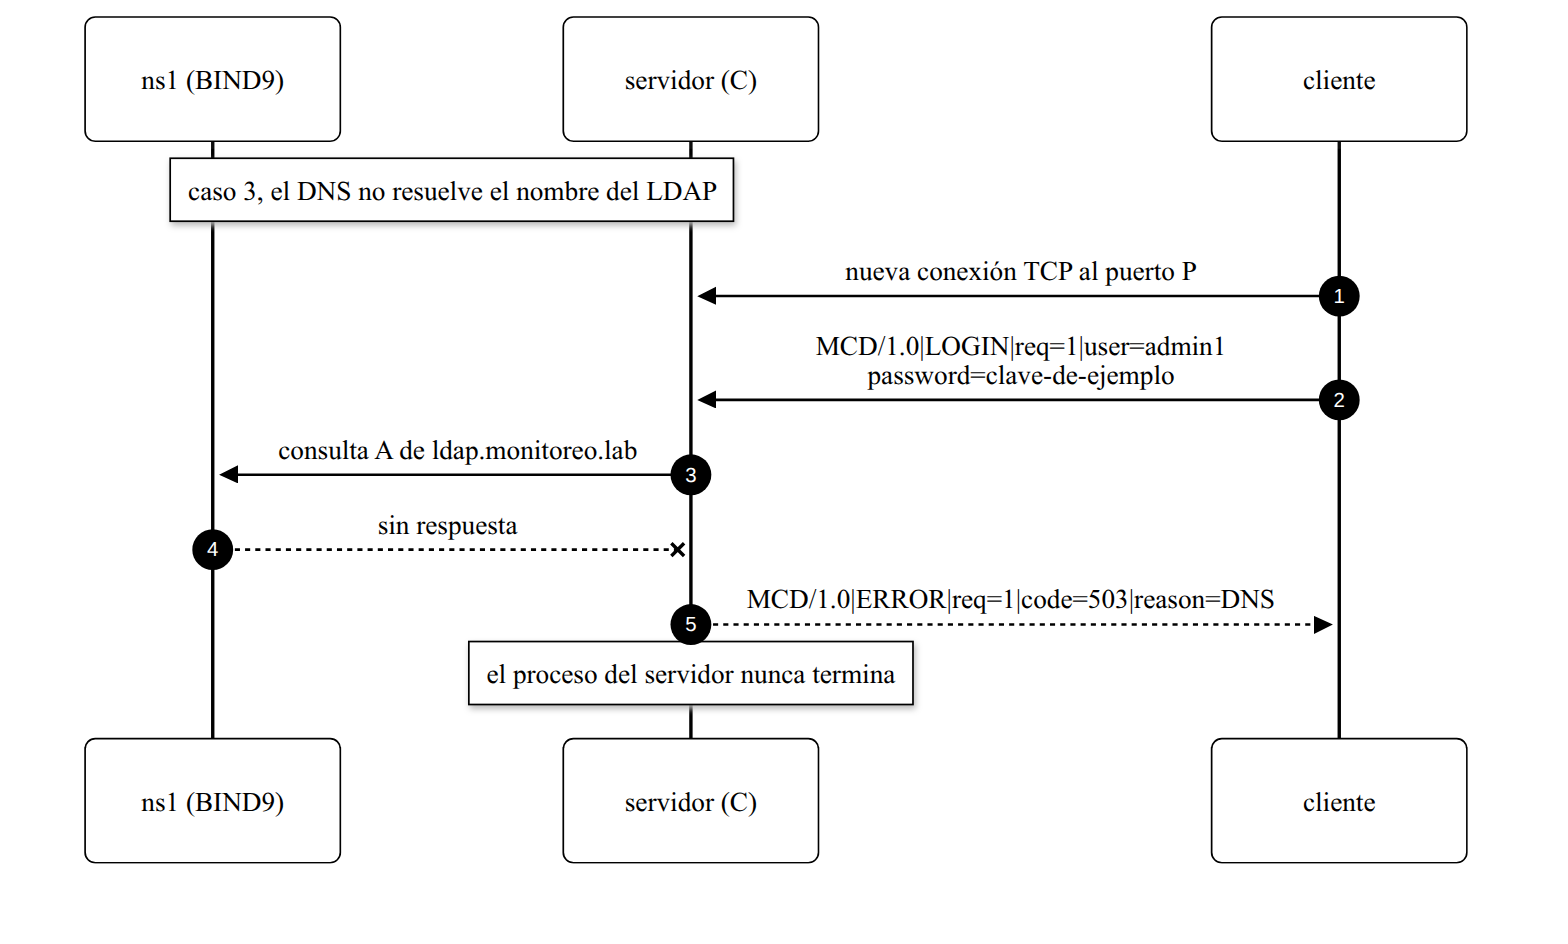 ns1 (BIND9)
servidor (C)
cliente
caso 3, el DNS no resuelve el nombre del LDAP
nueva conexión TCP al puerto P
1
MCD/1.0|LOGIN|req=1|user=admin1
password=clave-de-ejemplo
2
consulta A de ldap.monitoreo.lab
3
sin respuesta
4
MCD/1.0|ERROR|req=1|code=503|reason=DNS
5
el proceso del servidor nunca termina
ns1 (BIND9)
servidor (C)
cliente